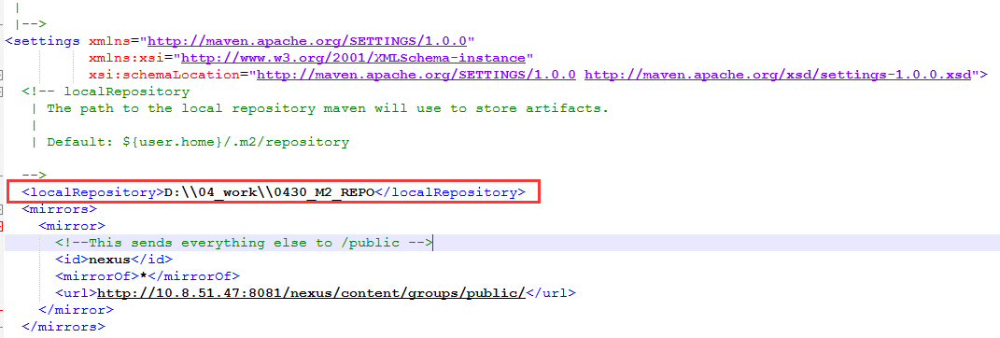 |
|-->
<settings xmlns="http://maven.apache.org/SETTINGS/1.0.0"
xmlns:xsi="http://www.w3.org/2001/XMLSchema-instance"
xsi:schemaLocation="http://maven.apache.org/SETTINGS/1.0.0 http://maven.apache.org/xsd/settings-1.0.0.xsd">
<!-- localRepository
| The path to the local repository maven will use to store artifacts.
|
| Default: ${user.home}/.m2/repository
-->
<localRepository>D:\\04_work\\0430_M2_REPO</localRepository>
<mirrors>
<mirror>
<!--This sends everything else to /public -->
<id>nexus</id>
<mirrorOf>*</mirrorOf>
<url>http://10.8.51.47:8081/nexus/content/groups/public/</url>
</mirror>
</mirrors>